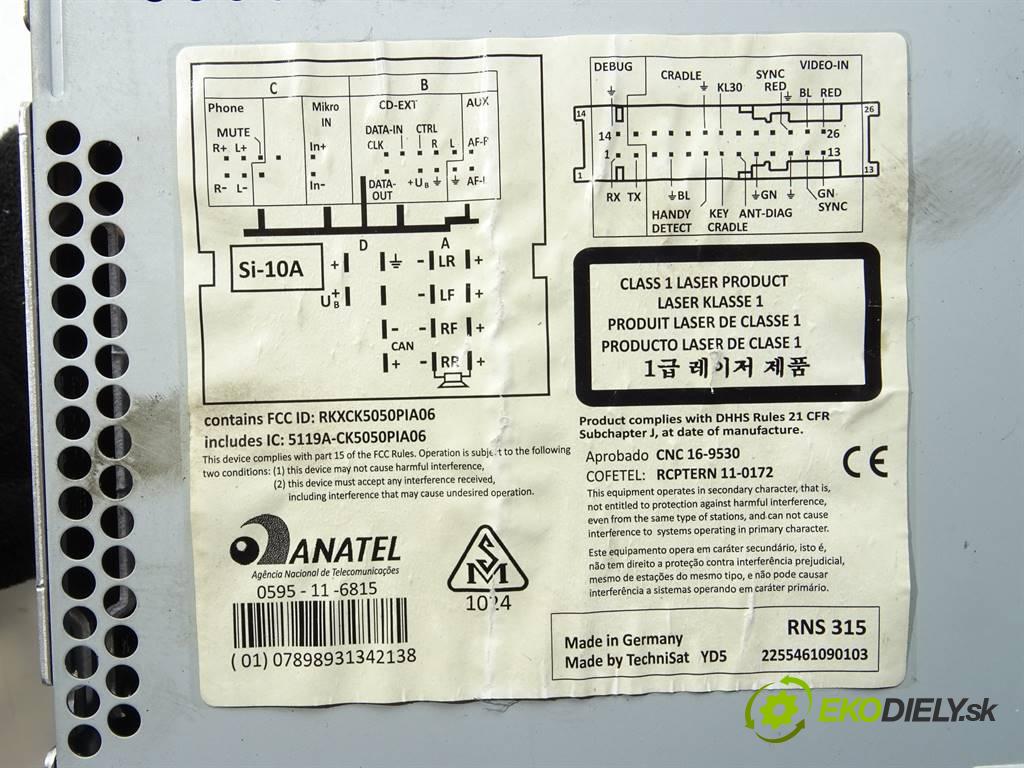 C
B
Phone
Mikro
IN
CD-EXT
AUX
MUTE
R+ L+
In+
DATA-IN CTRL
CLK
R L
R- L-
In-
DATA-
OUT
+UB
D
A
Si-10A
+
- LR +
U+B
- LF +
- - RF +
CAN
+ - RR +
DEBUG
CRADLE
KL30
SYNC
RED
VIDEO-IN
BL RED
14
26
14
26
1
13
1
13
RX TX
BL
GN
GN
SYNC
HANDY
DETECT
KEY
CRADLE
ANT-DIAG
CLASS 1 LASER PRODUCT
LASER KLASSE 1
PRODUIT LASER DE CLASSE 1
PRODUCTO LASER DE CLASE 1
1급 레이저 제품
contains FCC ID: RKXCK5050PIA06
includes IC: 5119A-CK5050PIA06
This device complies with part 15 of the FCC Rules. Operation is subject to the following
two conditions: (1) this device may not cause harmful interference,
(2) this device must accept any interference received,
including interference that may cause undesired operation.
Product complies with DHHS Rules 21 CFR
Subchapter J, at date of manufacture.
Aprobado CNC 16-9530
COFETEL: RCPTERN 11-0172
CE
This equipment operates in secondary character, that is,
not entitled to protection against harmful interference,
even from the same type of stations, and can not cause
interference to systems operating in primary character.
Este equipamento opera em caráter secundário, isto é,
não tem direito a proteção contra interferência prejudicial,
mesmo de estações do mesmo tipo, e não pode causar
interferência a sistemas operando em caráter primário.
ANATEL
Agência Nacional de Telecomunicações
0595 - 11 -6815
(01) 07898931342138
1024
Made in Germany
RNS 315
Made by TechniSat YD5 2255461090103
EKODIELY.sk